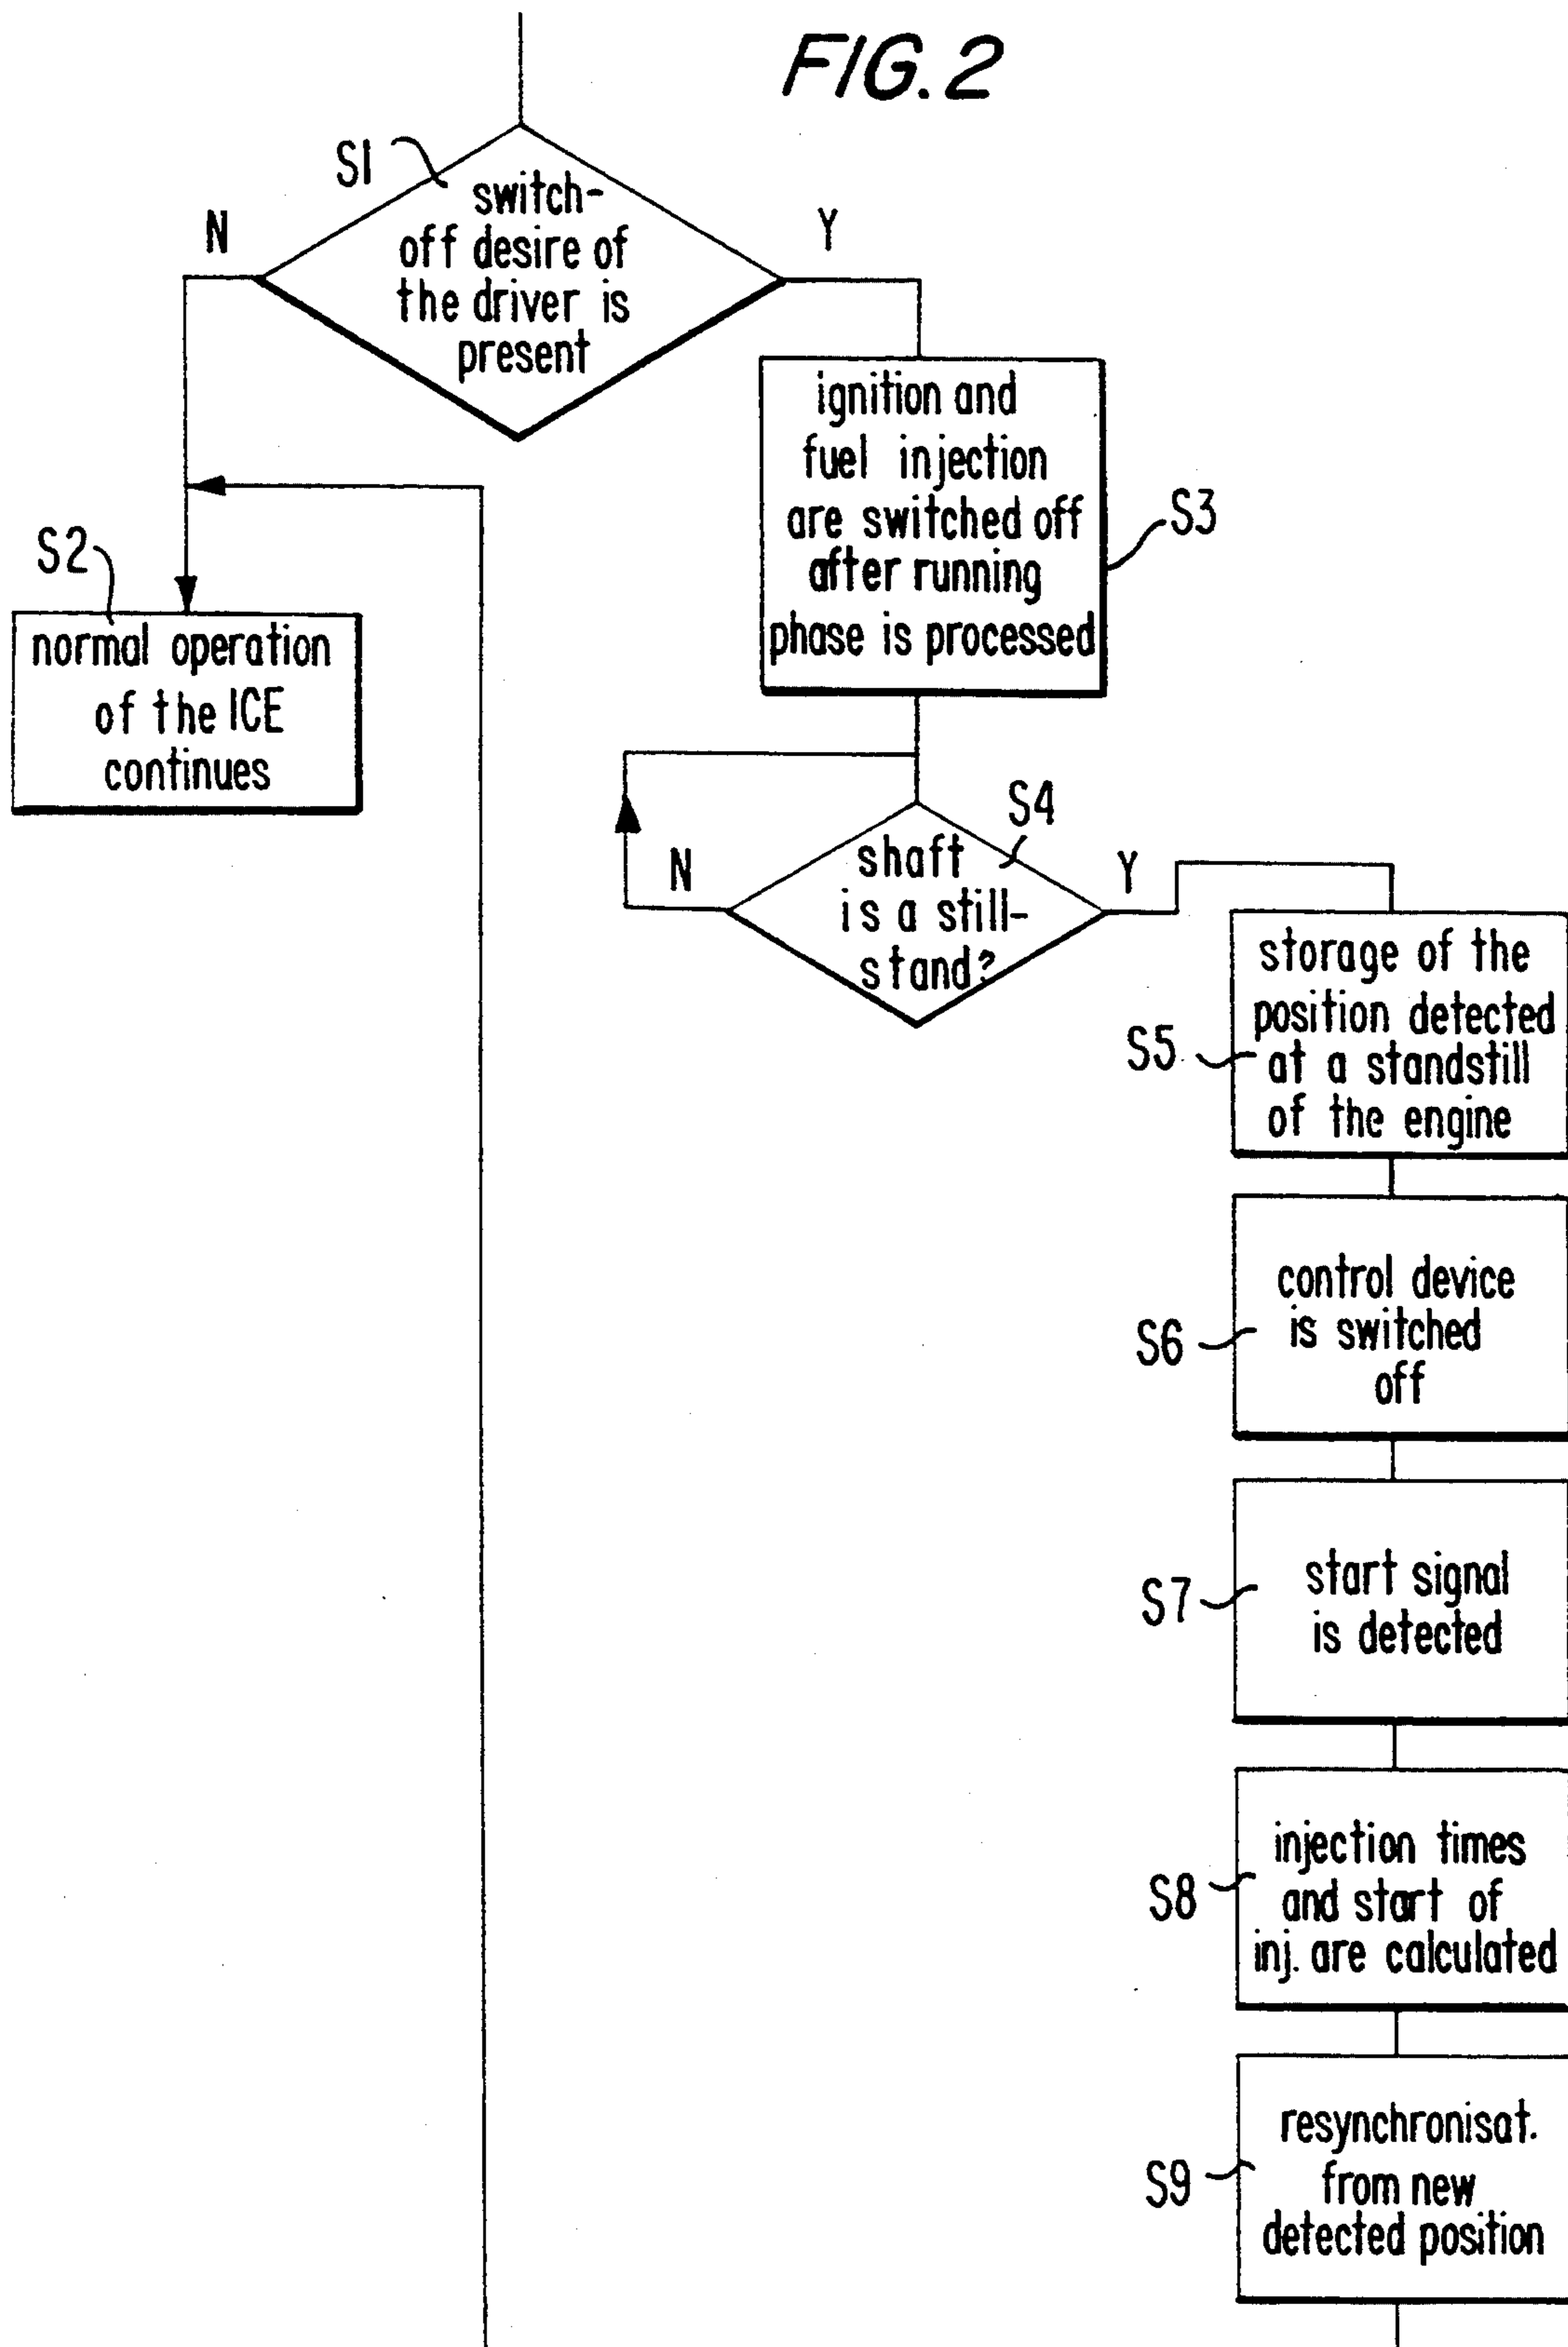 FIG. 2
S1
switch-
off desire of
the driver is
present
N
Y
ignition and
fuel injection
are switched off
after running
phase is processed
S3
S2
normal operation
of the ICE
continues
S4
shaft
is a still-
stand?
N
Y
storage of the
position detected
at a standstill
of the engine
S5
control device
is switched
off
S6
start signal
is detected
S7
injection times
and start of
inj. are calculated
S8
resynchronisat.
from new
detected position
S9